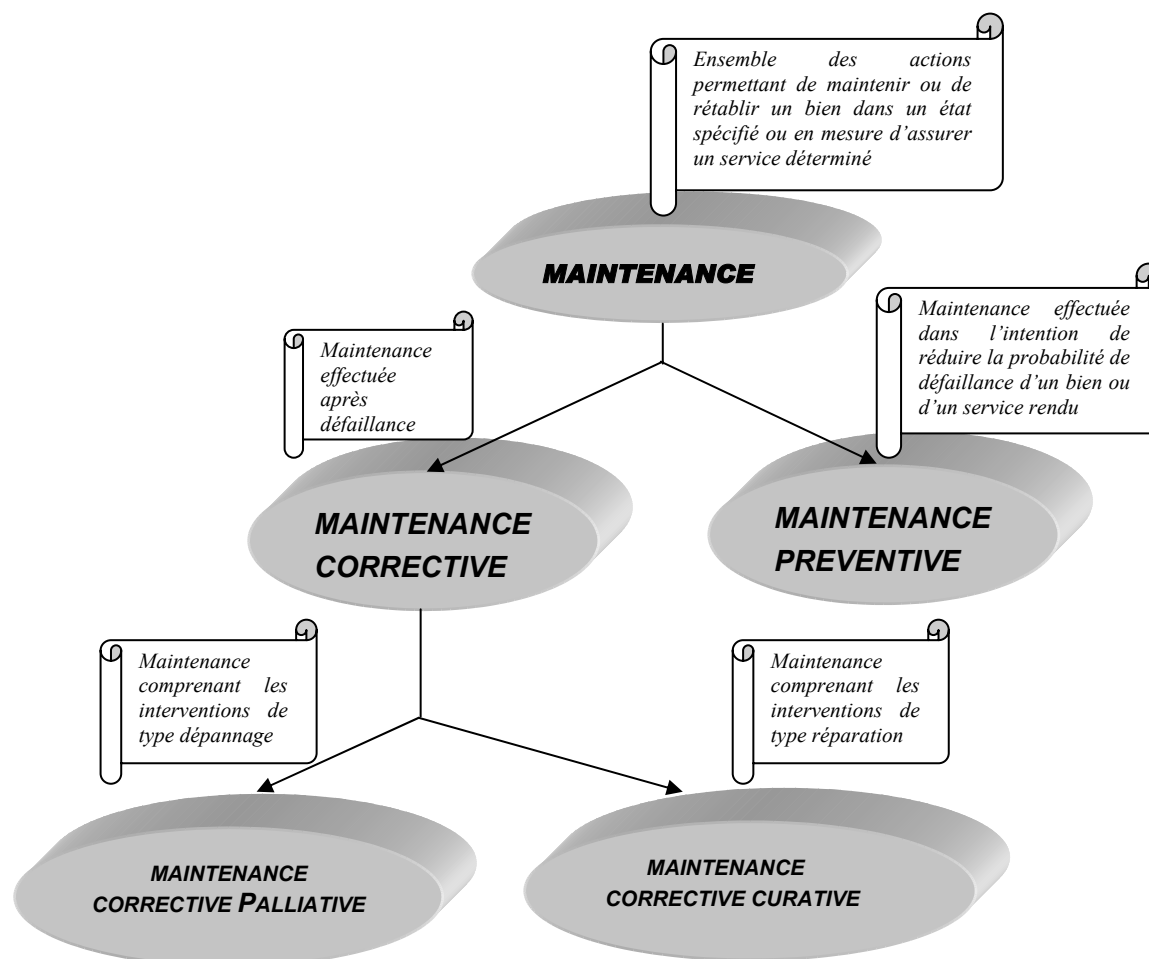 Ensemble des actions
permettant de maintenir ou de
rétablir un bien dans un état
spécifié ou en mesure d'assurer
un service déterminé
MAINTENANCE
Maintenance
effectuée
après
défaillance
Maintenance effectuée
dans l'intention de
réduire la probabilité de
défaillance d'un bien ou
d'un service rendu
MAINTENANCE
CORRECTIVE
MAINTENANCE
PREVENTIVE
Maintenance
comprenant les
interventions de
type dépannage
Maintenance
comprenant les
interventions de
type réparation
MAINTENANCE
CORRECTIVE PALLIATIVE
MAINTENANCE
CORRECTIVE CURATIVE